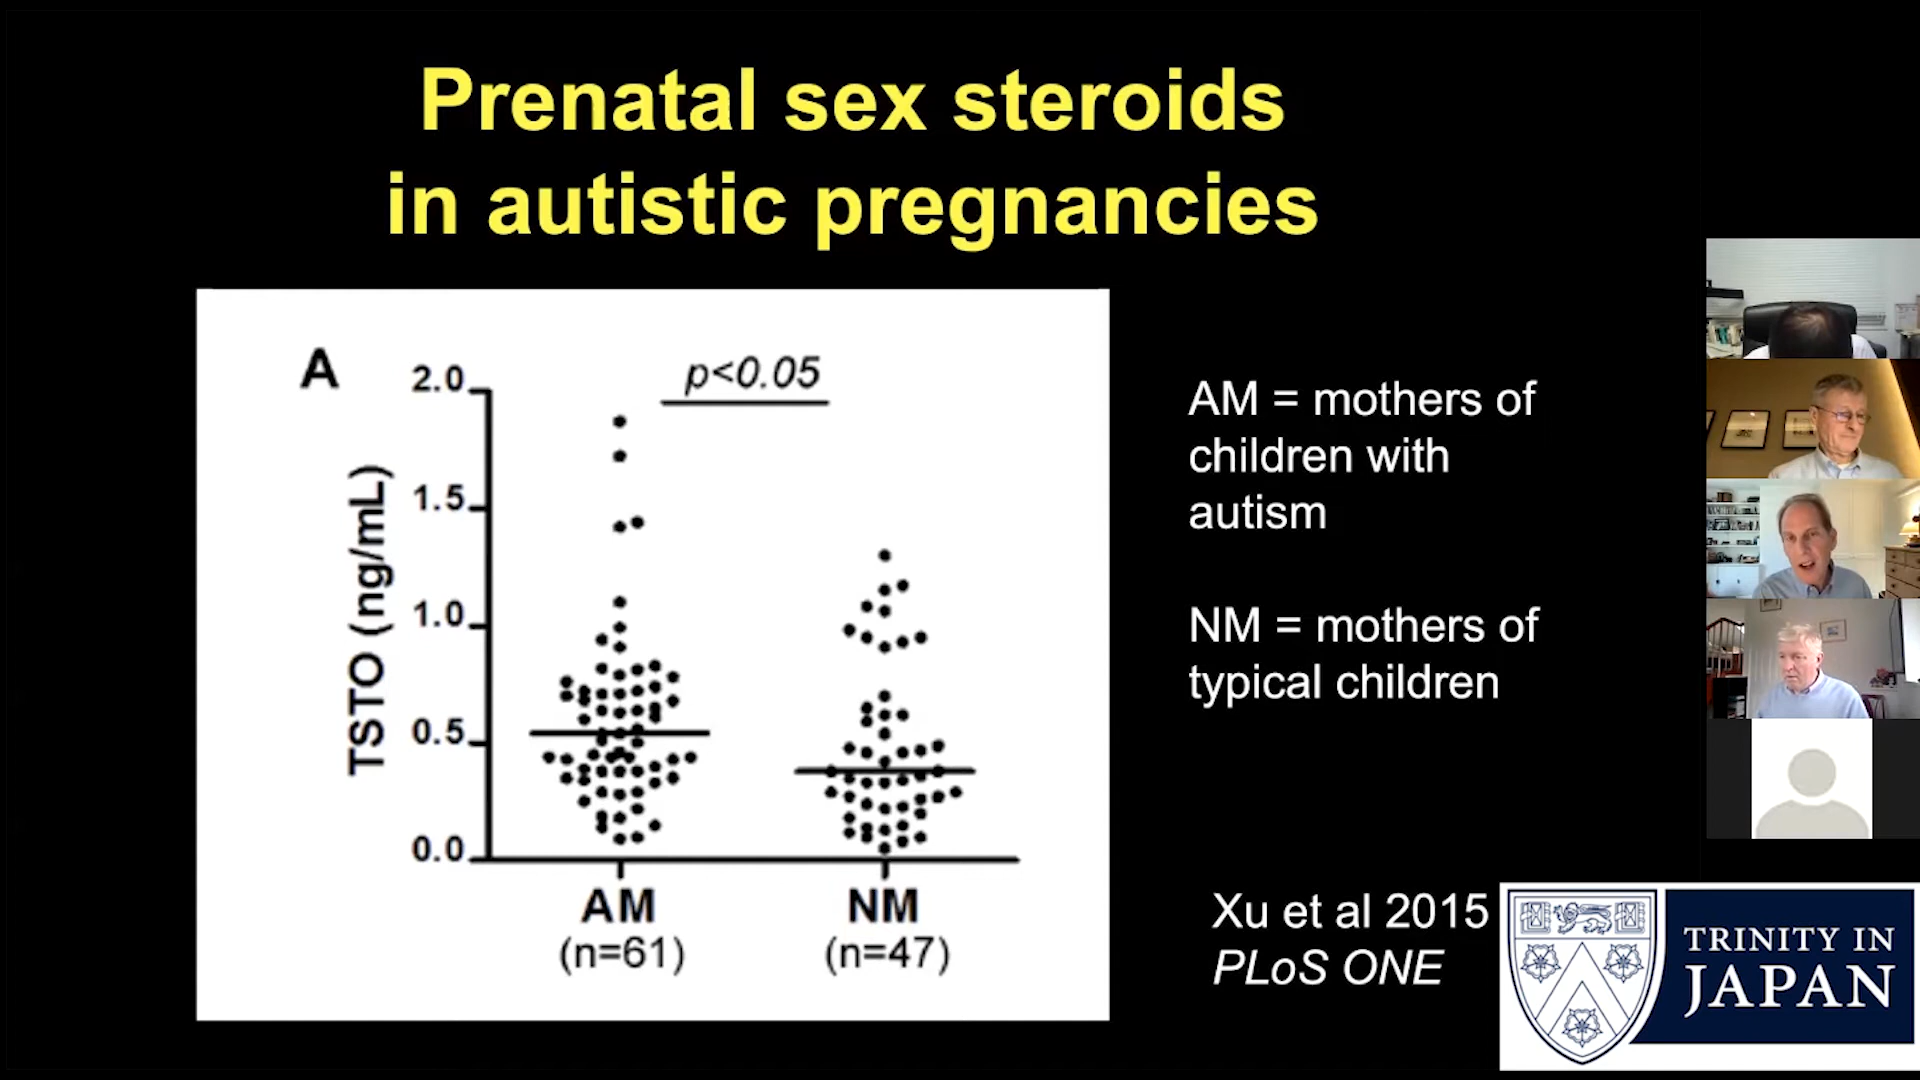 Prenatal sex steroids
in autistic pregnancies
A
p<0.05
2.0
1.5
1.0
0.5
0.0
TSTO (ng/mL)
AM
(n=61)
NM
(n=47)
AM = mothers of
children with
autism
NM = mothers of
typical children
Xu et al 2015
PLoS ONE
TRINITY IN
JAPAN